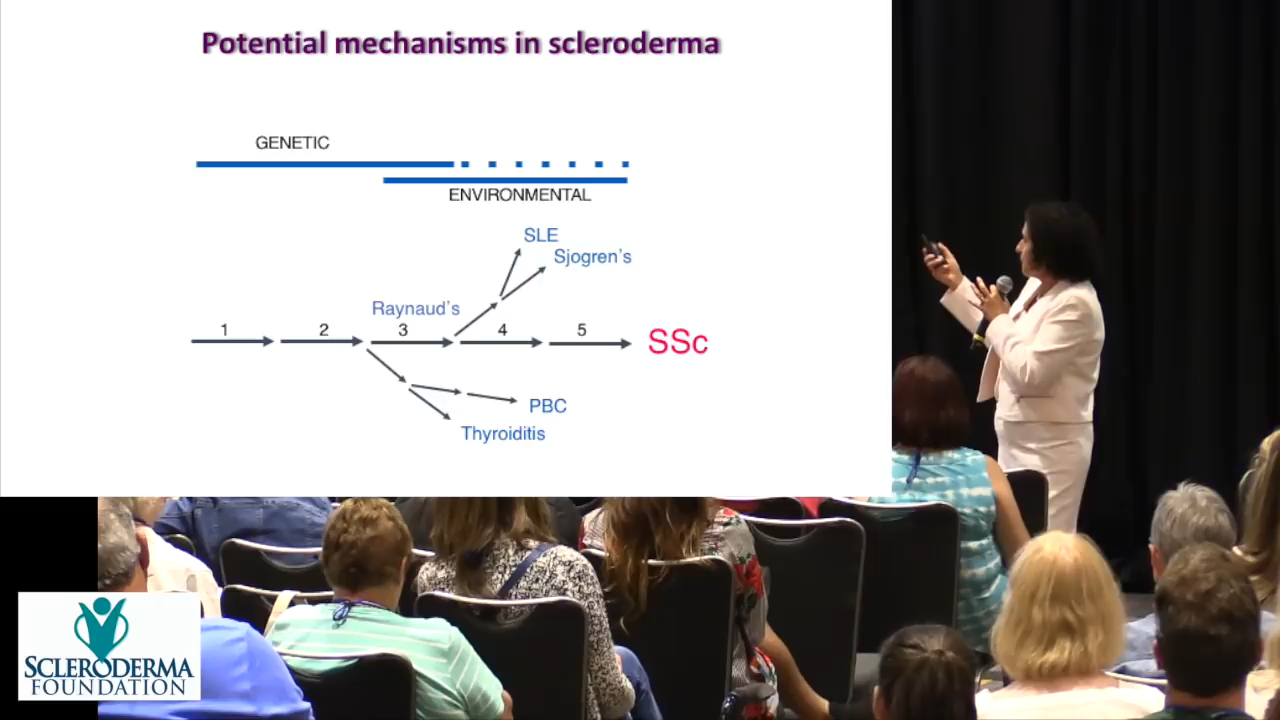 Potential mechanisms in scleroderma
GENETIC
ENVIRONMENTAL
SLE
Sjogren's
Raynaud's
1 2 3 4 5 SSc
PBC
Thyroiditis
SCLERODERMA
FOUNDATION